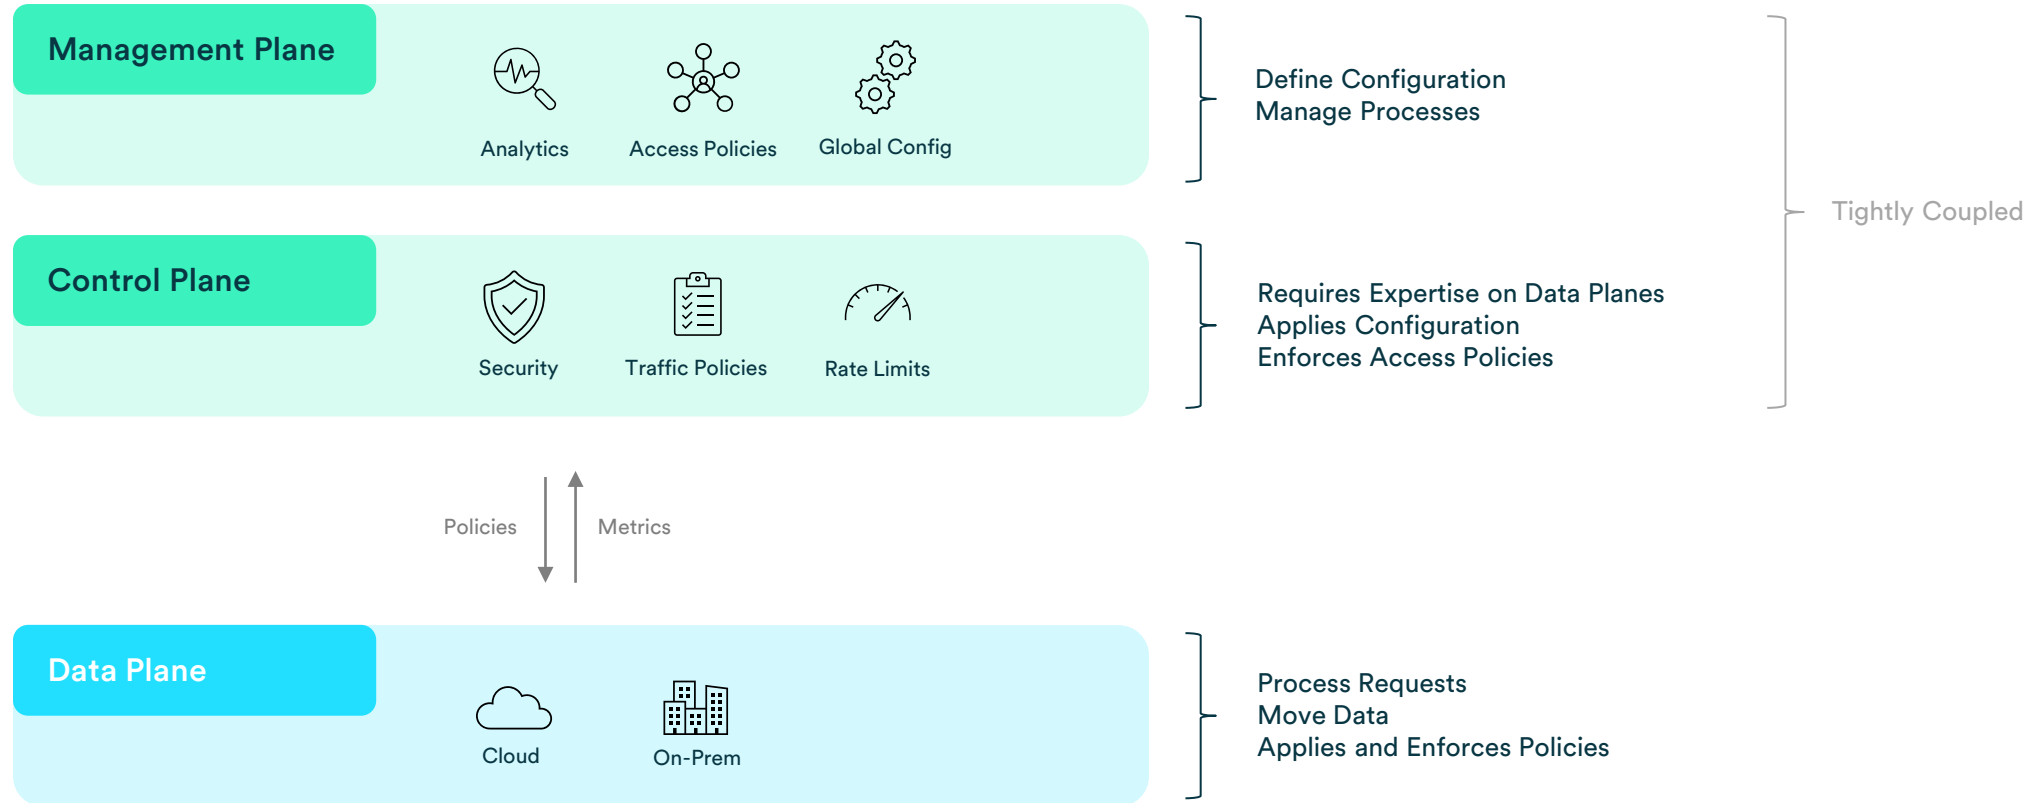 Management Plane
Analytics
Access Policies
Global Config
Define Configuration
Manage Processes
Tightly Coupled
Control Plane
Security
Traffic Policies
Rate Limits
Requires Expertise on Data Planes
Applies Configuration
Enforces Access Policies
Policies
Metrics
Data Plane
Cloud
On-Prem
Process Requests
Move Data
Applies and Enforces Policies